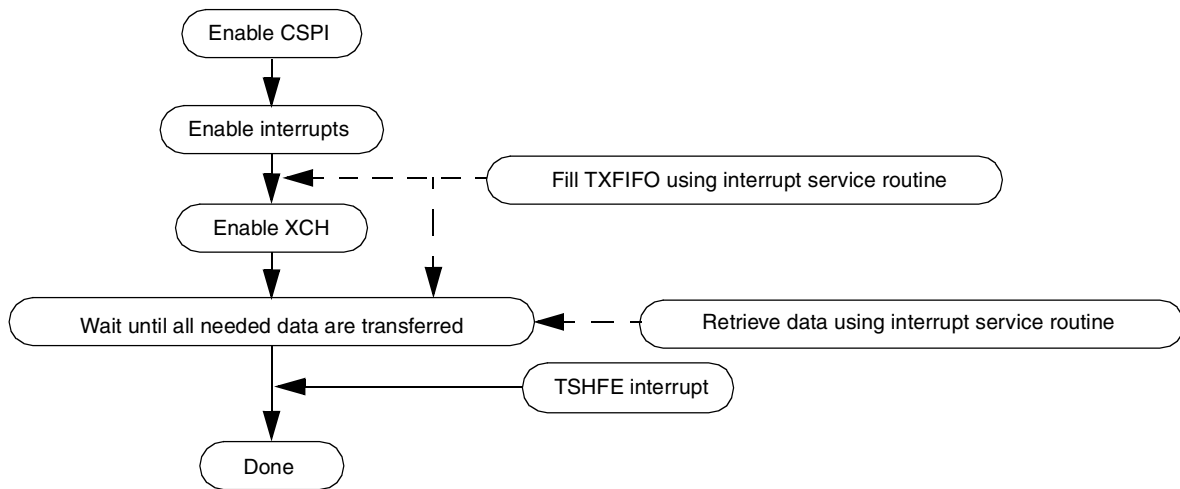 Enable CSPI
Enable interrupts
Fill TXFIFO using interrupt service routine
Enable XCH
Wait until all needed data are transferred
Retrieve data using interrupt service routine
TSHFE interrupt
Done